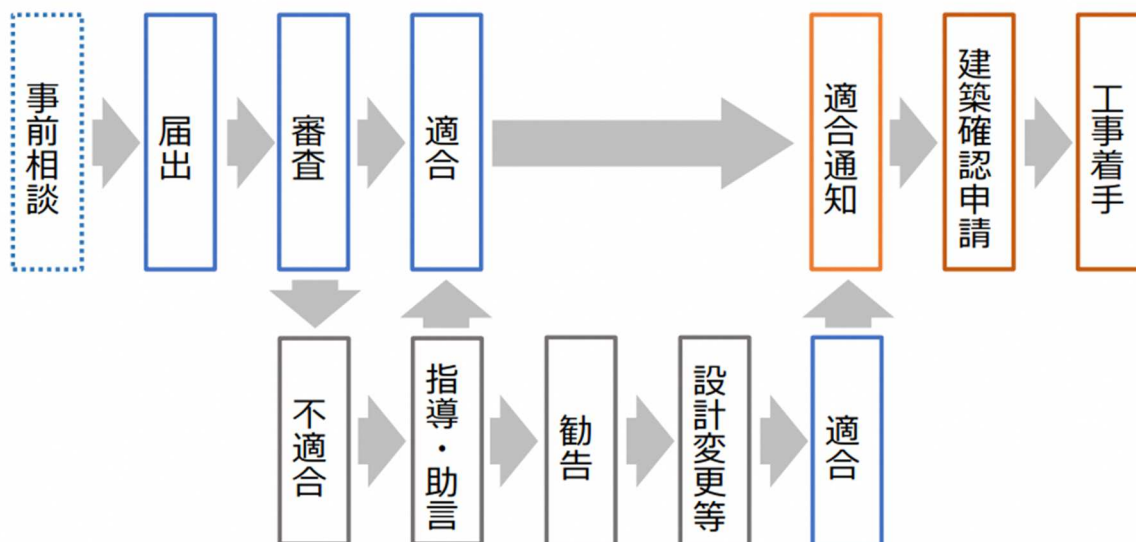 事前相談
届出
審査
適合
適合通知
建築確認申請
工事着手
不適合
指導・助言
勧告
設計変更等
適合